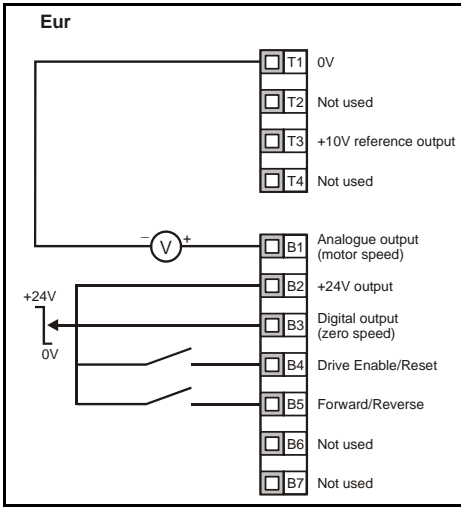 Eur
T1 0V
T2 Not used
T3 +10V reference output
T4 Not used
− V +
B1 Analogue output
(motor speed)
B2 +24V output
+24V
B3 Digital output
(zero speed)
0V
B4 Drive Enable/Reset
B5 Forward/Reverse
B6 Not used
B7 Not used